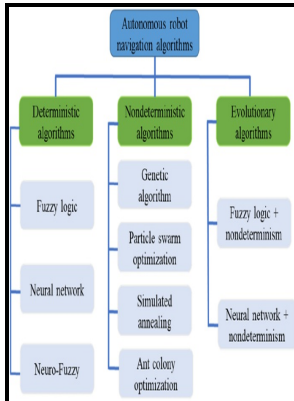 Autonomous robot
navigation algorithms
Deterministic
algorithms
Nondeterministic
algorithms
Evolutionary
algorithms
Fuzzy logic
Neural network
Neuro-Fuzzy
Genetic
algorithm
Particle swarm
optimization
Simulated
annealing
Ant colony
optimization
Fuzzy logic +
nondeterminism
Neural network +
nondeterminism